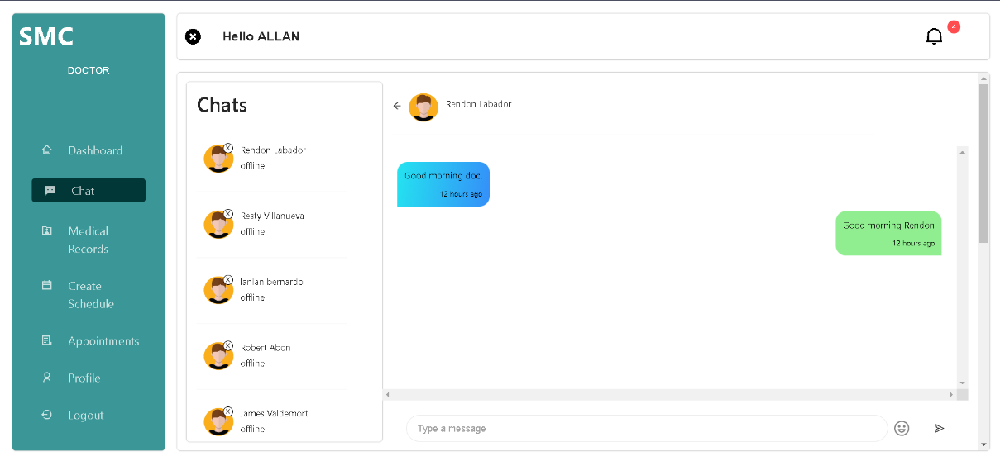 SMC
DOCTOR
Dashboard
Chat
Medical
Records
Create
Schedule
Appointments
Profile
Logout
Hello ALLAN
4
Chats
Rendon Labador
offline
Resty Villanueva
offline
lanlan bernardo
offline
Robert Abon
offline
James Valdemort
offline
Rendon Labador
Good morning doc,
12 hours ago
Good morning Rendon
12 hours ago
Type a message